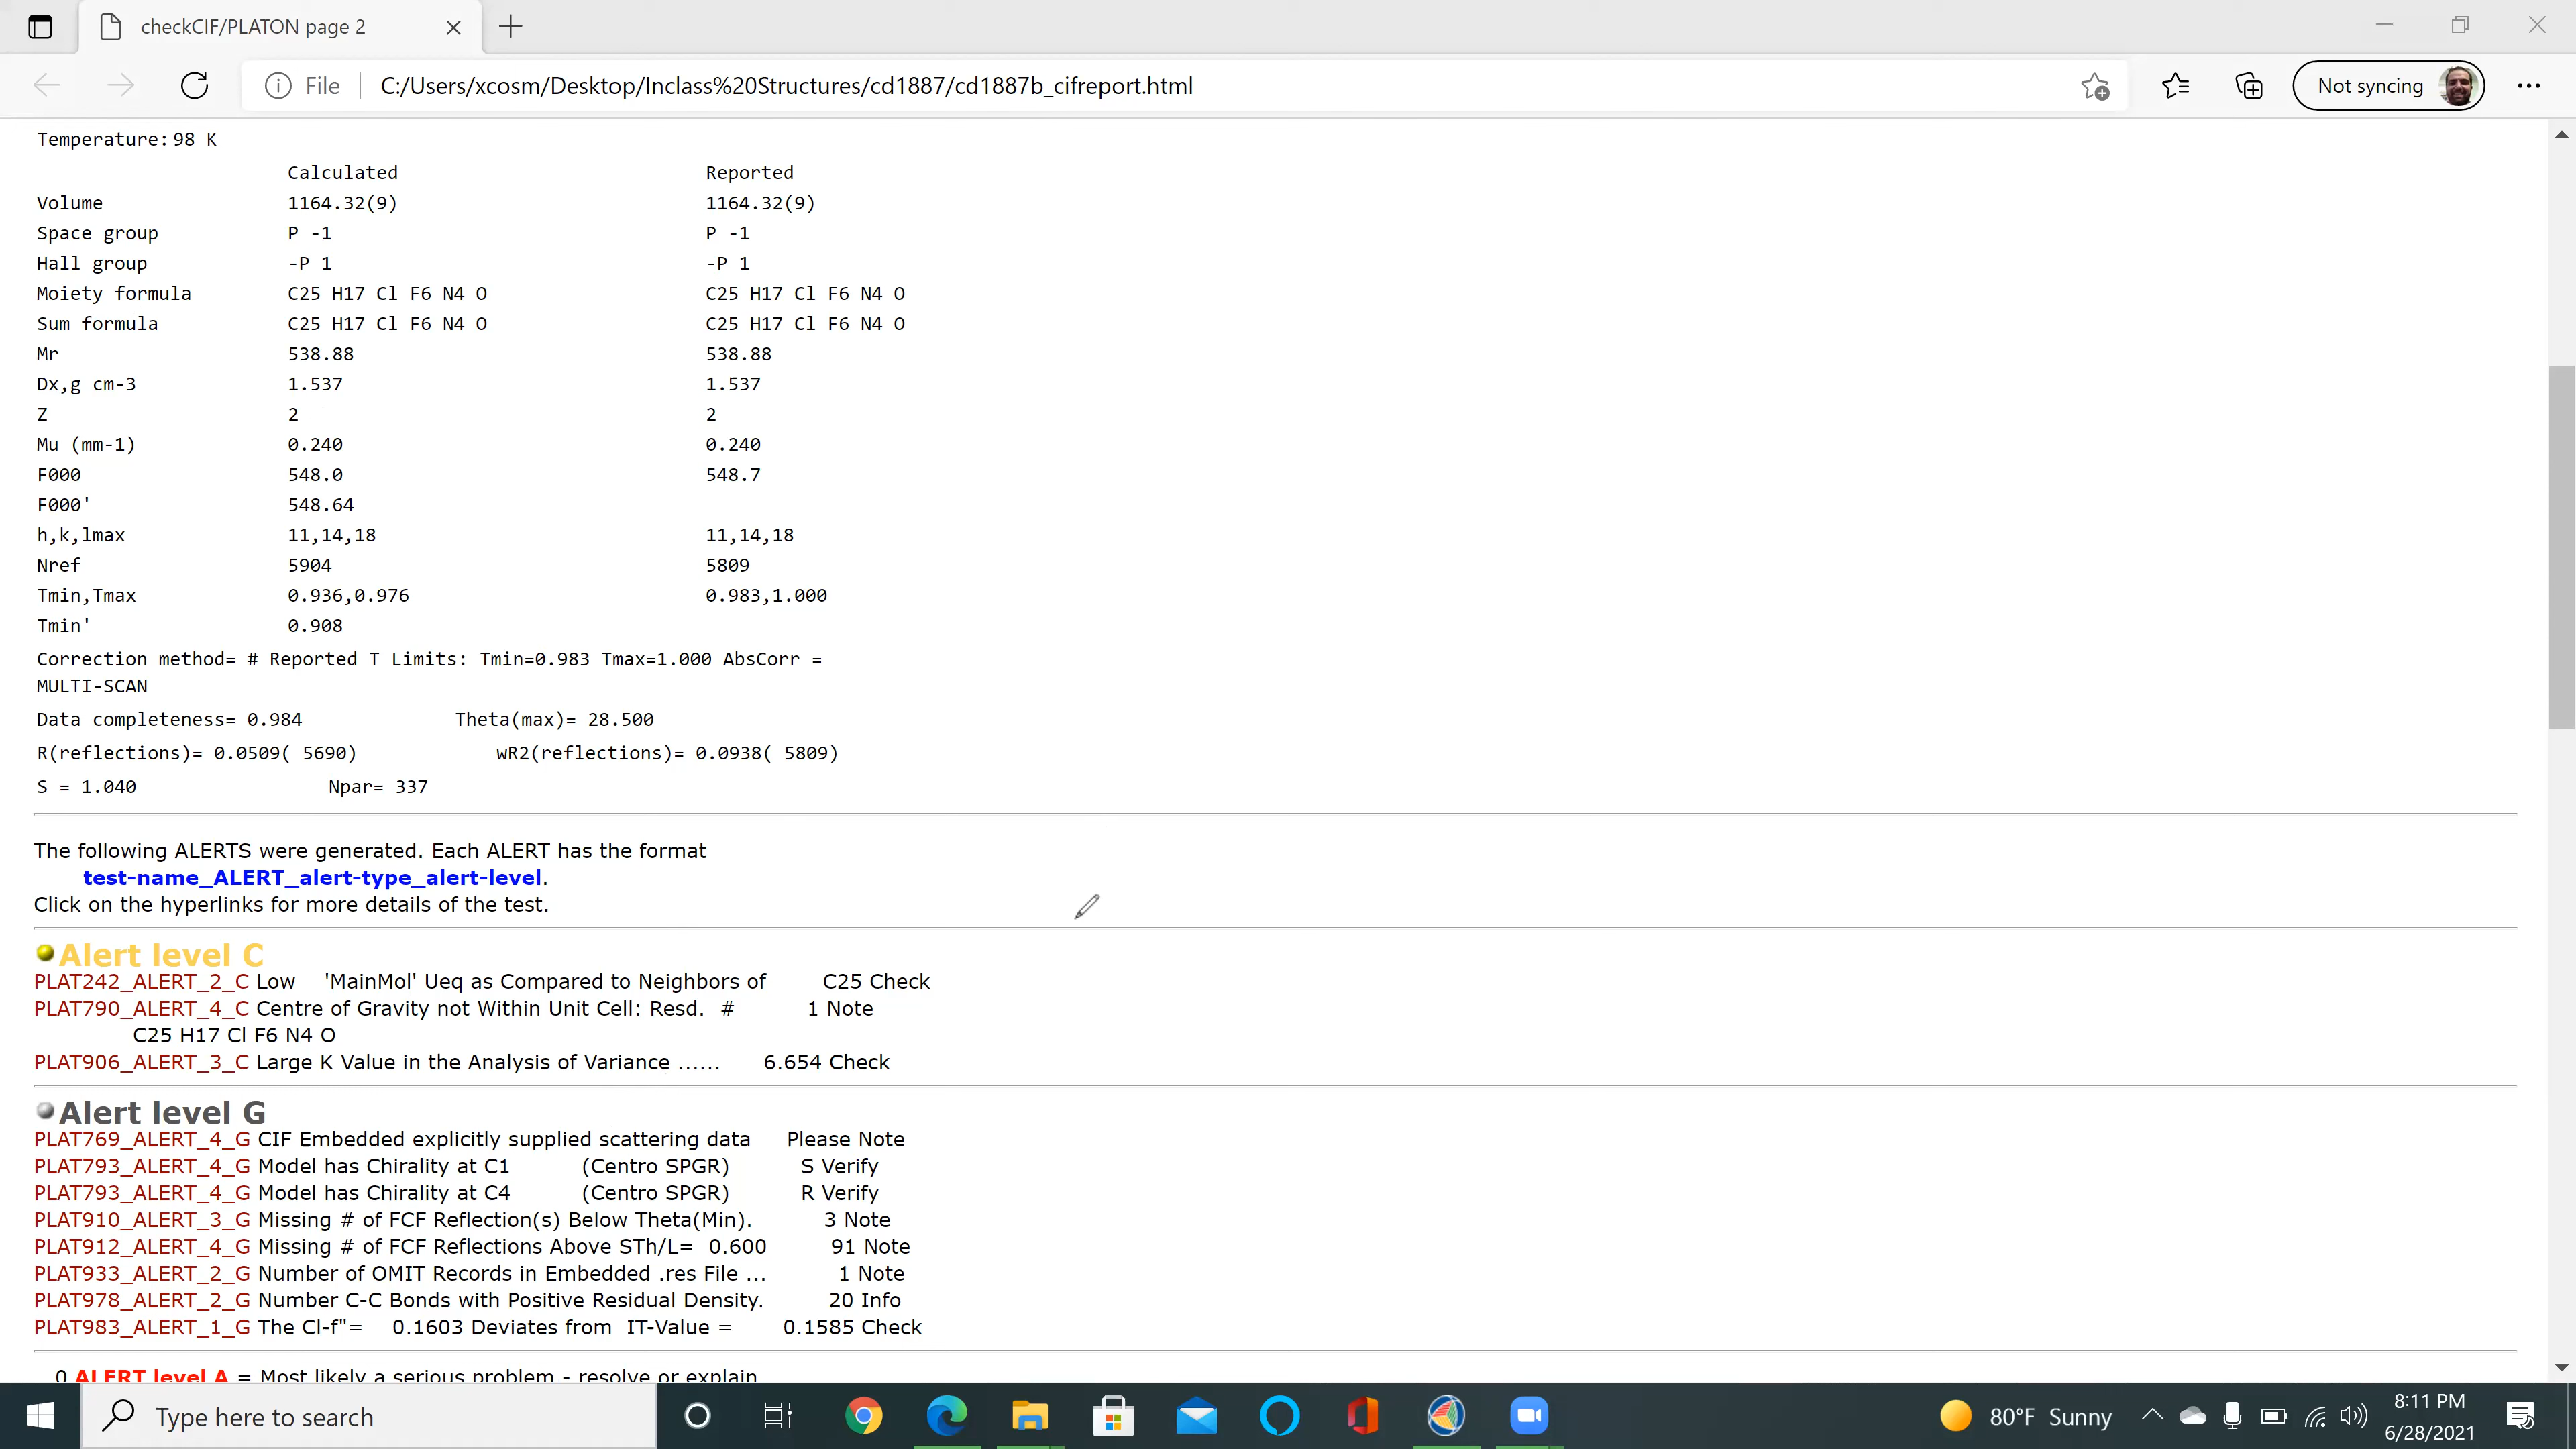 checkCIF/PLATON page 2
File C:/Users/xcosm/Desktop/Inclass%20Structures/cd1887/cd1887b_cifreport.html Not syncing
Temperature: 98 K
Calculated Reported
Volume 1164.32(9) 1164.32(9)
Space group P -1 P -1
Hall group -P 1 -P 1
Moiety formula C25 H17 Cl F6 N4 O C25 H17 Cl F6 N4 O
Sum formula C25 H17 Cl F6 N4 O C25 H17 Cl F6 N4 O
Mr 538.88 538.88
Dx,g cm-3 1.537 1.537
Z 2 2
Mu (mm-1) 0.240 0.240
F000 548.0 548.7
F000' 548.64
h,k,lmax 11,14,18 11,14,18
Nref 5904 5809
Tmin,Tmax 0.936,0.976 0.983,1.000
Tmin' 0.908
Correction method= # Reported T Limits: Tmin=0.983 Tmax=1.000 AbsCorr =
MULTI-SCAN
Data completeness= 0.984 Theta(max)= 28.500
R(reflections)= 0.0509( 5690) wR2(reflections)= 0.0938( 5809)
S = 1.040 Npar= 337
The following ALERTS were generated. Each ALERT has the format
test-name_ALERT_alert-type_alert-level.
Click on the hyperlinks for more details of the test.
Alert level C
PLAT242_ALERT_2_C Low 'MainMol' Ueq as Compared to Neighbors of C25 Check
PLAT790_ALERT_4_C Centre of Gravity not Within Unit Cell: Resd. # 1 Note
C25 H17 Cl F6 N4 O
PLAT906_ALERT_3_C Large K Value in the Analysis of Variance ...... 6.654 Check
Alert level G
PLAT769_ALERT_4_G CIF Embedded explicitly supplied scattering data Please Note
PLAT793_ALERT_4_G Model has Chirality at C1 (Centro SPGR) S Verify
PLAT793_ALERT_4_G Model has Chirality at C4 (Centro SPGR) R Verify
PLAT910_ALERT_3_G Missing # of FCF Reflection(s) Below Theta(Min). 3 Note
PLAT912_ALERT_4_G Missing # of FCF Reflections Above STh/L= 0.600 91 Note
PLAT933_ALERT_2_G Number of OMIT Records in Embedded .res File ... 1 Note
PLAT978_ALERT_2_G Number C-C Bonds with Positive Residual Density. 20 Info
PLAT983_ALERT_1_G The Cl-f"= 0.1603 Deviates from IT-Value = 0.1585 Check
0 ALERT level A = Most likely a serious problem - resolve or explain
Type here to search 80°F Sunny 8:11 PM
6/28/2021